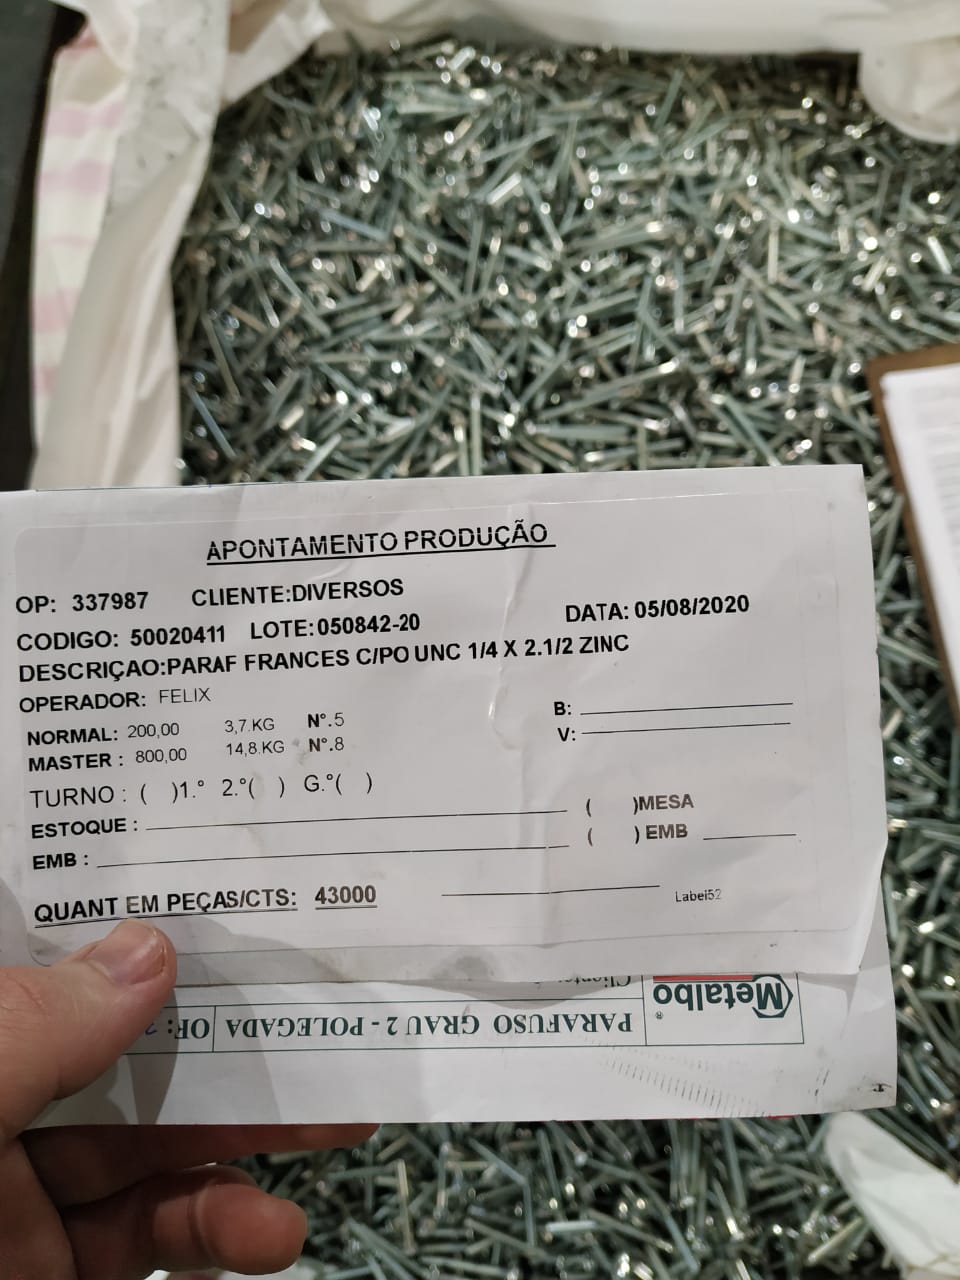 APONTAMENTO PRODUÇÃO
OP: 337987 CLIENTE:DIVERSOS
CODIGO: 50020411 LOTE:050842-20 DATA: 05/08/2020
DESCRIÇAO:PARAF FRANCES C/PO UNC 1/4 X 2.1/2 ZINC
OPERADOR: FELIX
NORMAL: 200,00 3,7.KG Nº.5 B:
MASTER : 800,00 14,8.KG Nº.8 V:
TURNO : ( )1.º 2.º( ) G.º( )
ESTOQUE : ( )MESA
EMB : ( ) EMB
QUANT EM PEÇAS/CTS: 43000
Label52
Metalbo®
PARAFUSO GRAU 2 - POLEGADA OF: